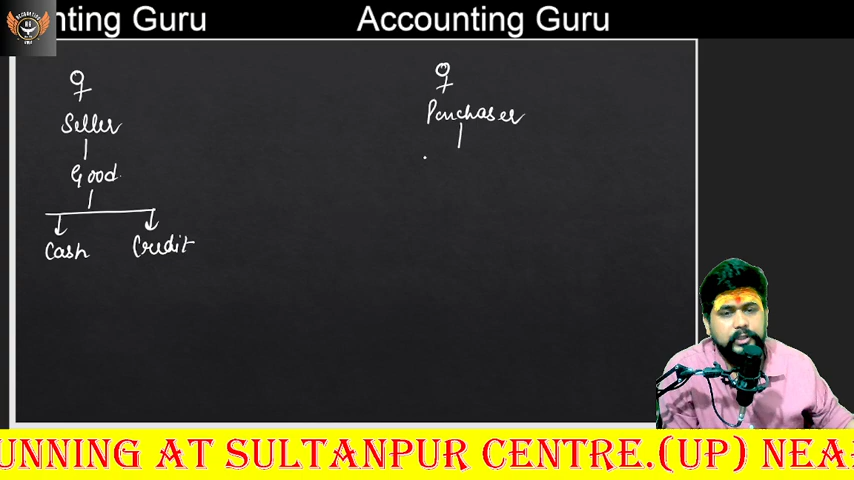 nting Guru
Accounting Guru
Seller
Good
Cash
Credit
Purchaser
UNNING AT SULTANPUR CENTRE.(UP) NEA